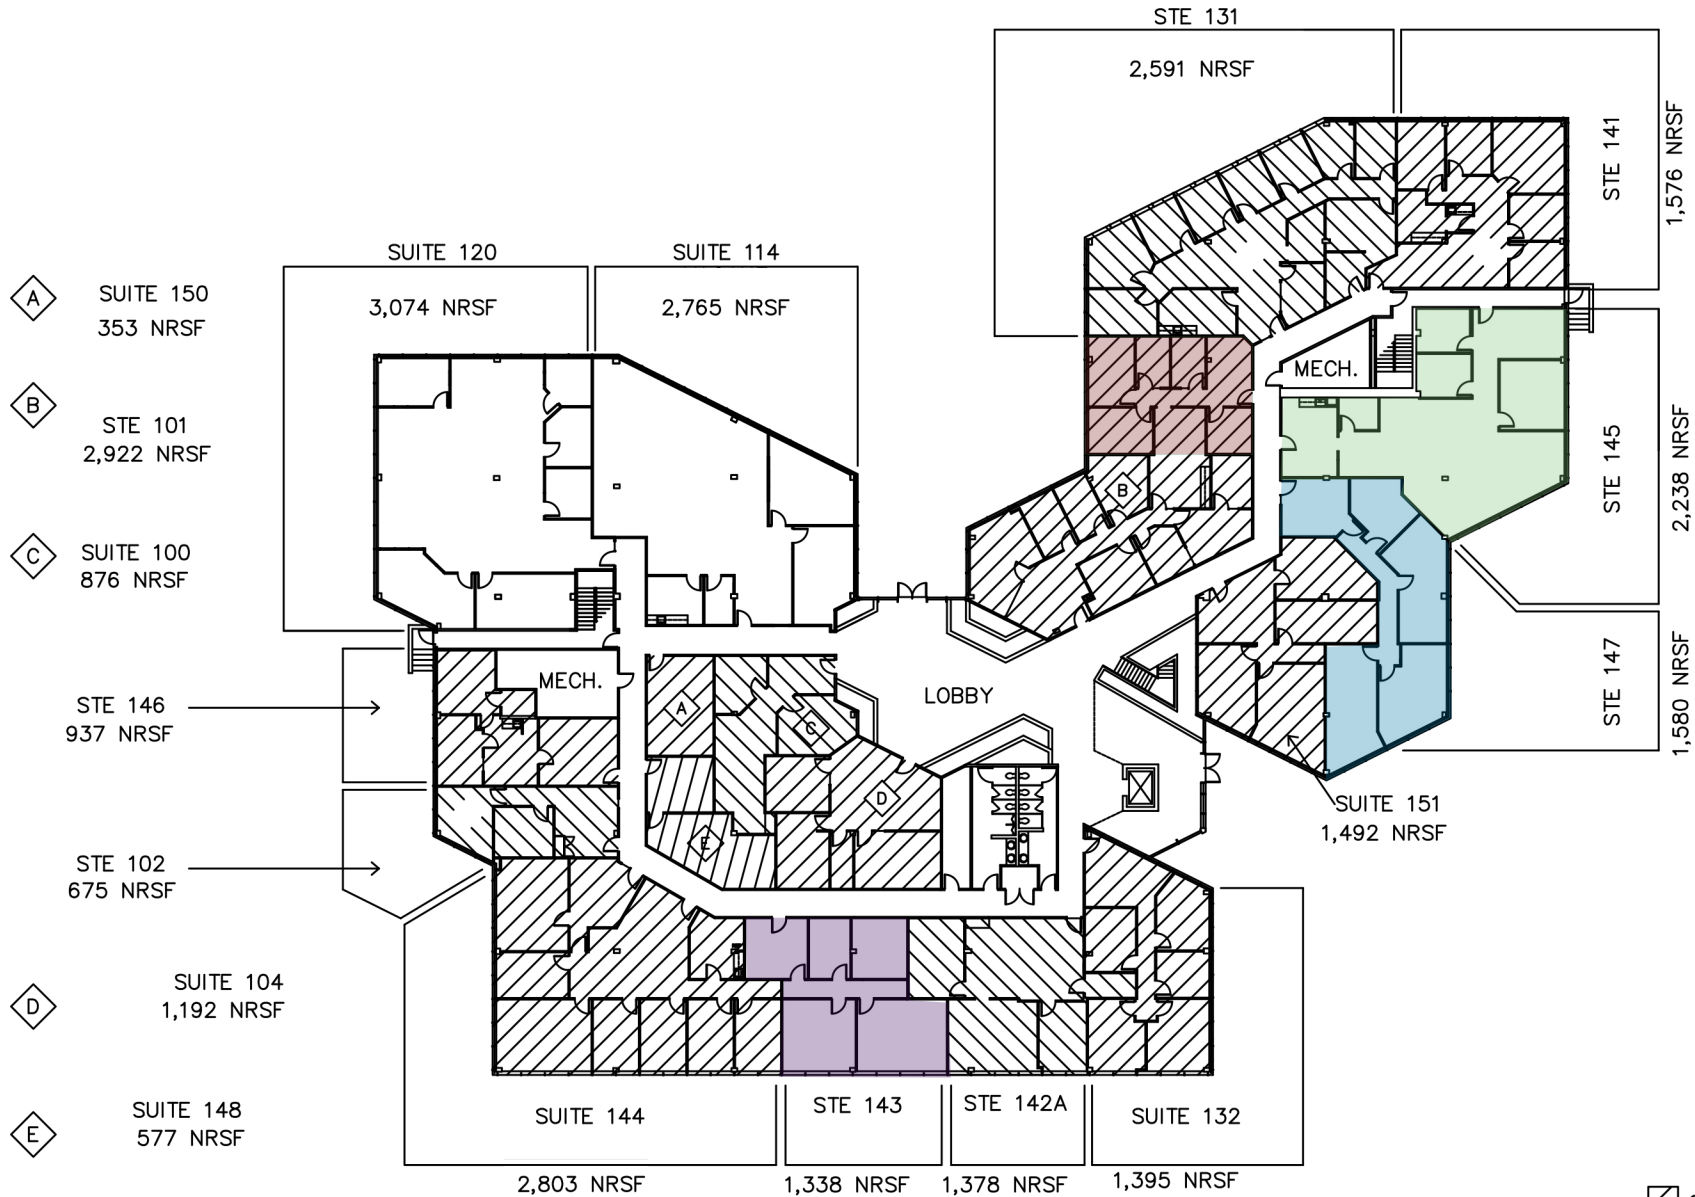 STE 131
2,591 NRSF
STE 141
1,576 NRSF
SUITE 120
3,074 NRSF
SUITE 114
2,765 NRSF
A
SUITE 150
353 NRSF
B
STE 101
2,922 NRSF
C
SUITE 100
876 NRSF
MECH.
STE 145
2,238 NRSF
B
STE 147
1,580 NRSF
MECH.
STE 146
937 NRSF
A
C
LOBBY
D
E
SUITE 151
1,492 NRSF
STE 102
675 NRSF
D
SUITE 104
1,192 NRSF
E
SUITE 148
577 NRSF
SUITE 144
2,803 NRSF
STE 143
1,338 NRSF
STE 142A
1,378 NRSF
SUITE 132
1,395 NRSF